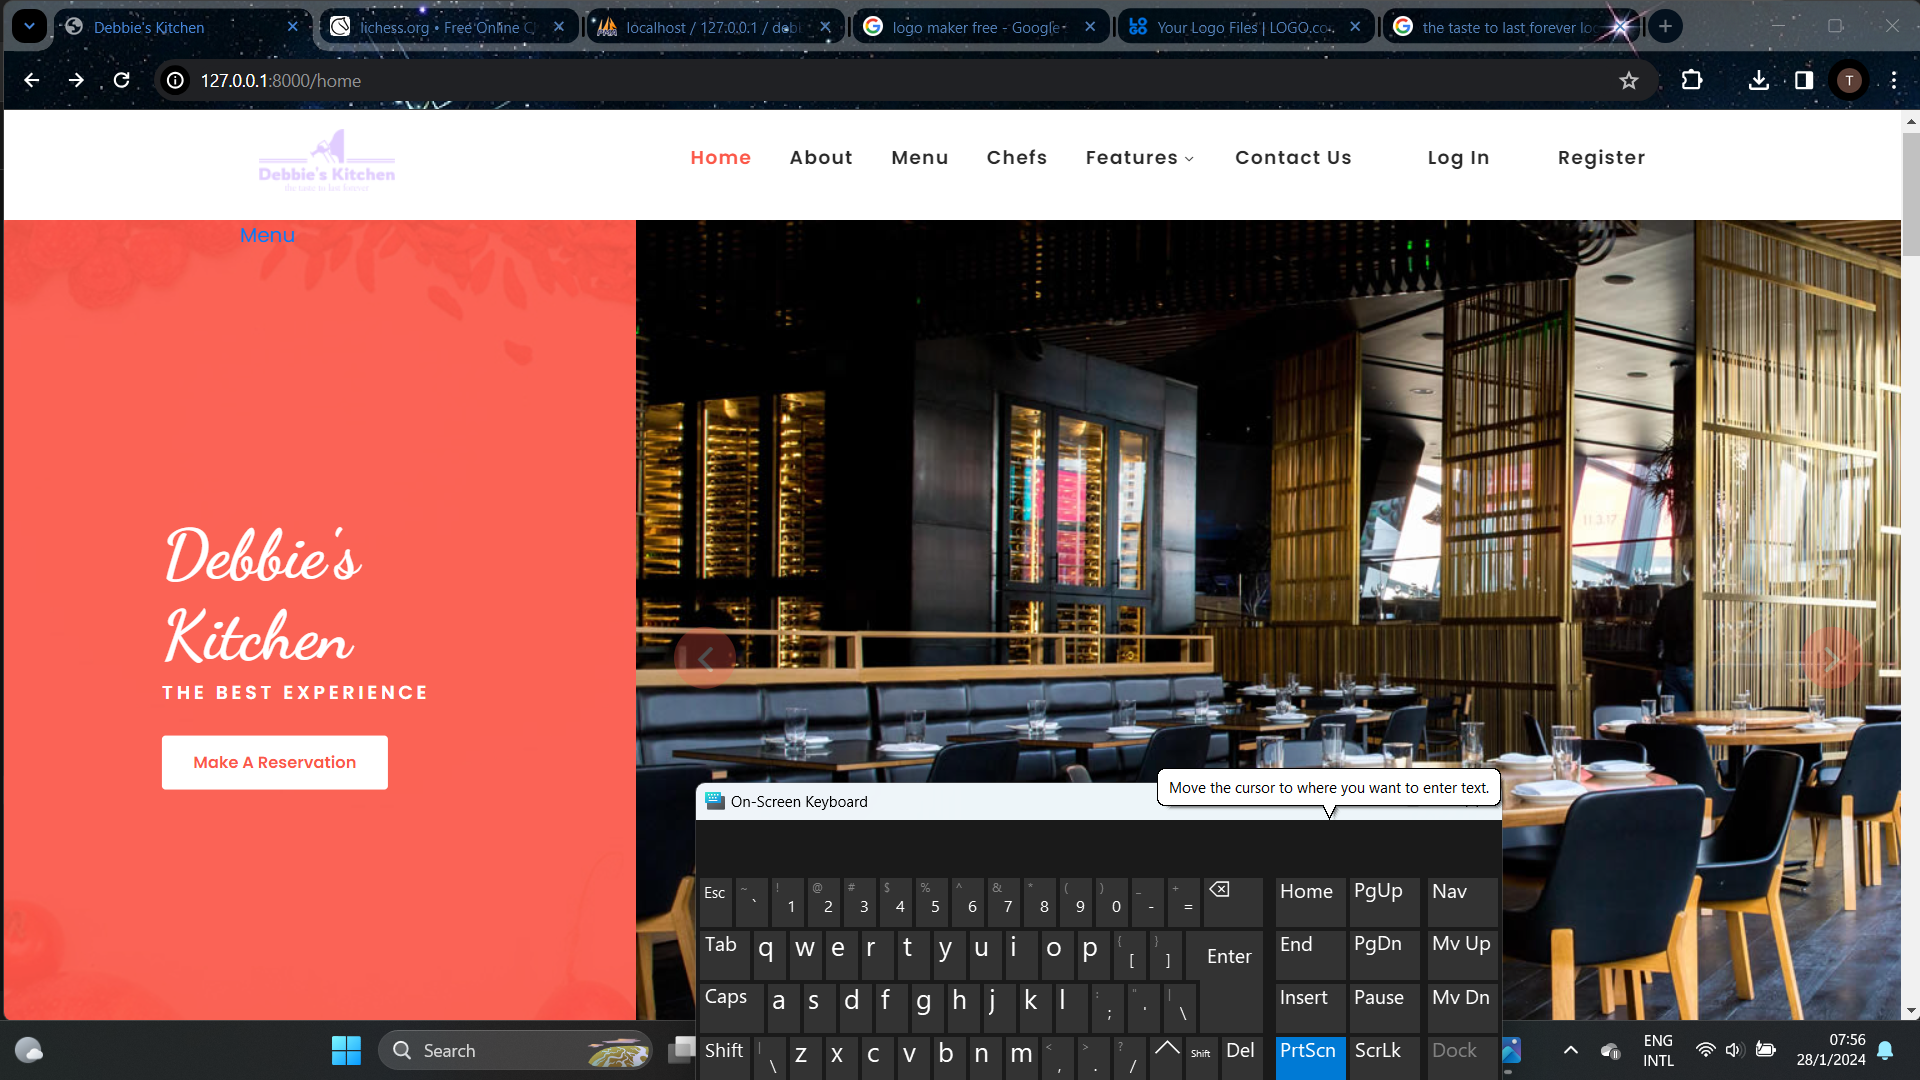 Debbie's Kitchen
lichess.org • Free Online C
localhost / 127.0.0.1 / deb
logo maker free - Google
Your Logo Files | LOGO.co...
the taste to last forever lo
127.0.0.1:8000/home
T
Debbie's Kitchen
the taste to last forever
Home
About
Menu
Chefs
Features
Contact Us
Log In
Register
Menu
Debbie's
Kitchen
THE BEST EXPERIENCE
Make A Reservation
11.3.17
Move the cursor to where you want to enter text.
On-Screen Keyboard
Esc ~ ` ! 1 @ 2 # 3 $ 4 % 5 ^ 6 & 7 * 8 ( 9 ) 0 _ - + = Home PgUp Nav
Tab q w e r t y u i o p { [ } ] Enter End PgDn Mv Up
Caps a s d f g h j k l : ; " ' | \ Insert Pause Mv Dn
Shift | \ z x c v b n m < , > . ? / Shift Del PrtScn ScrLk Dock
Search
ENG
INTL
07:56
28/1/2024